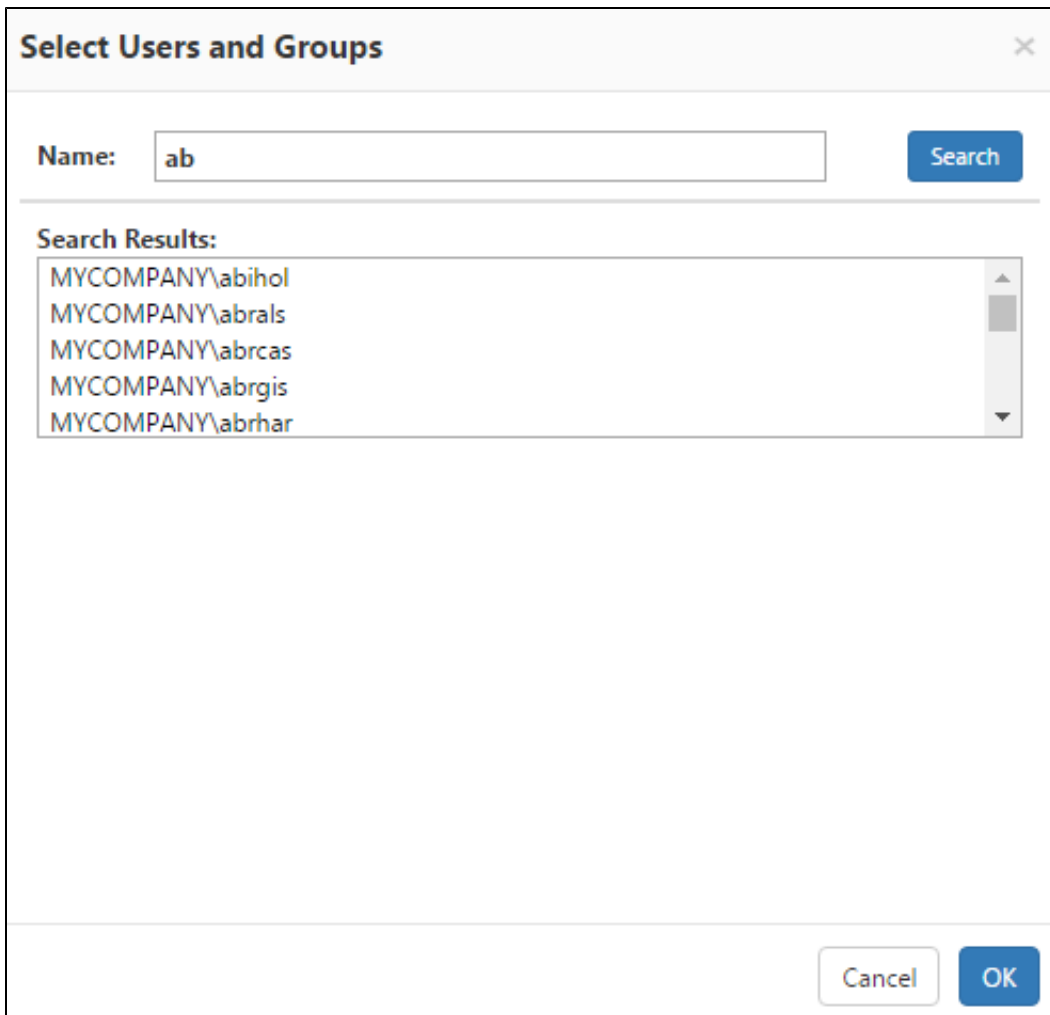 Select Users and Groups ×
Name: ab Search
Search Results:
MYCOMPANY\abihol
MYCOMPANY\abrals
MYCOMPANY\abrcas
MYCOMPANY\abrgis
MYCOMPANY\abrhar
Cancel OK